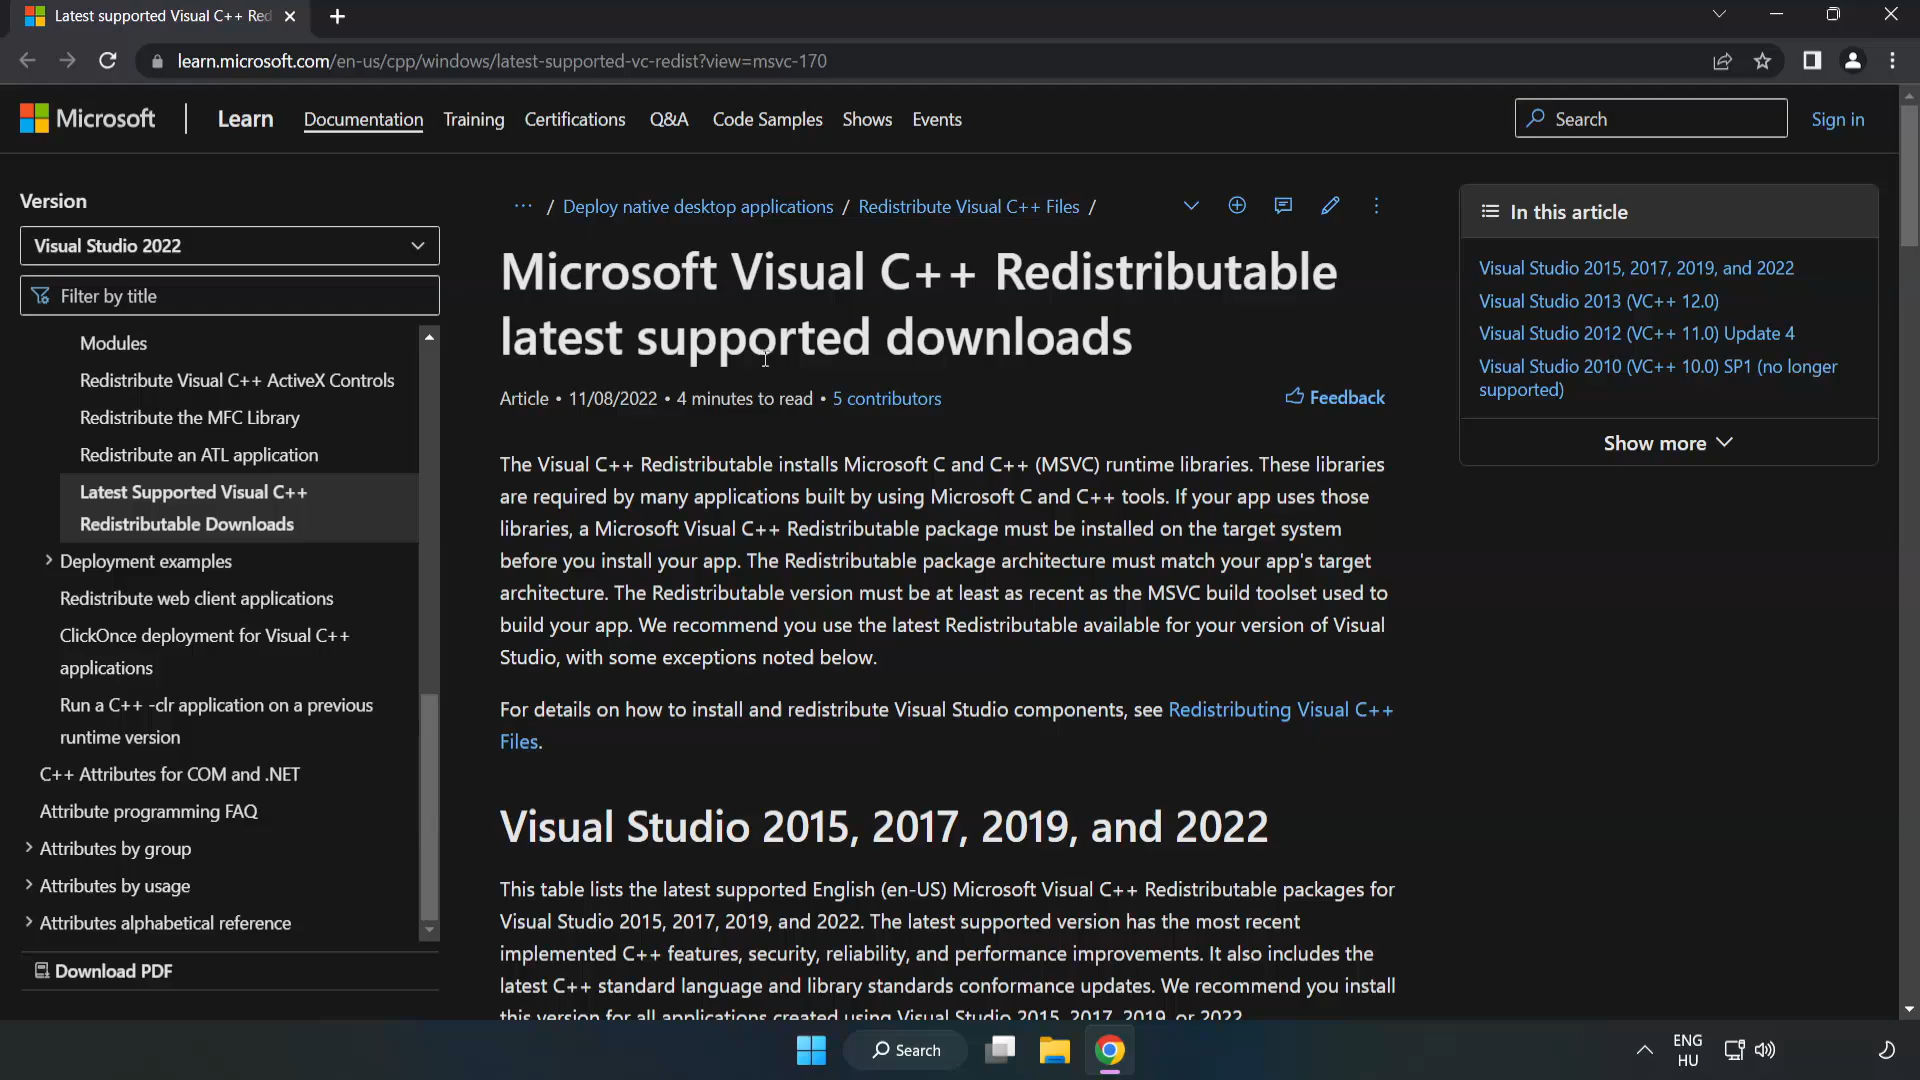 Latest supported Visual C++ Red
learn.microsoft.com/en-us/cpp/windows/latest-supported-vc-redist?view=msvc-170
Microsoft
Learn
Documentation
Training
Certifications
Q&A
Code Samples
Shows
Events
Search
Sign in
Version
Visual Studio 2022
Filter by title
Modules
Redistribute Visual C++ ActiveX Controls
Redistribute the MFC Library
Redistribute an ATL application
Latest Supported Visual C++
Redistributable Downloads
Deployment examples
Redistribute web client applications
ClickOnce deployment for Visual C++
applications
Run a C++ -clr application on a previous
runtime version
C++ Attributes for COM and .NET
Attribute programming FAQ
Attributes by group
Attributes by usage
Attributes alphabetical reference
Download PDF
... / Deploy native desktop applications / Redistribute Visual C++ Files /
Microsoft Visual C++ Redistributable
latest supported downloads
Article • 11/08/2022 • 4 minutes to read • 5 contributors
Feedback
The Visual C++ Redistributable installs Microsoft C and C++ (MSVC) runtime libraries. These libraries
are required by many applications built by using Microsoft C and C++ tools. If your app uses those
libraries, a Microsoft Visual C++ Redistributable package must be installed on the target system
before you install your app. The Redistributable package architecture must match your app's target
architecture. The Redistributable version must be at least as recent as the MSVC build toolset used to
build your app. We recommend you use the latest Redistributable available for your version of Visual
Studio, with some exceptions noted below.
For details on how to install and redistribute Visual Studio components, see Redistributing Visual C++
Files.
Visual Studio 2015, 2017, 2019, and 2022
This table lists the latest supported English (en-US) Microsoft Visual C++ Redistributable packages for
Visual Studio 2015, 2017, 2019, and 2022. The latest supported version has the most recent
implemented C++ features, security, reliability, and performance improvements. It also includes the
latest C++ standard language and library standards conformance updates. We recommend you install
this version for all applications created using Visual Studio 2015, 2017, 2019, or 2022.
In this article
Visual Studio 2015, 2017, 2019, and 2022
Visual Studio 2013 (VC++ 12.0)
Visual Studio 2012 (VC++ 11.0) Update 4
Visual Studio 2010 (VC++ 10.0) SP1 (no longer
supported)
Show more
Search
ENG
HU